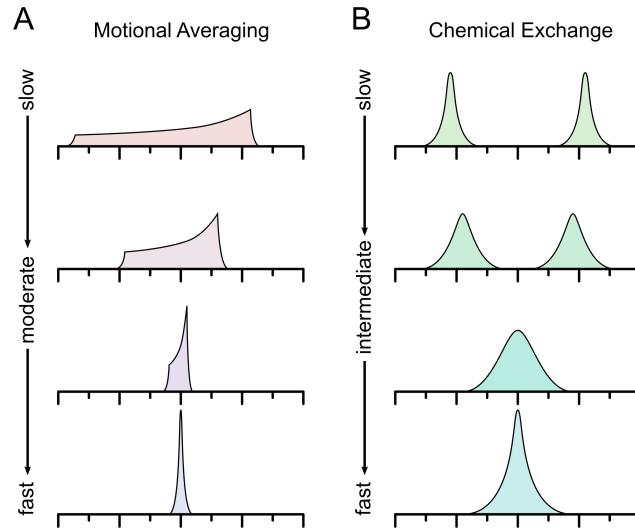 A
Motional Averaging
slow
moderate
fast
B
Chemical Exchange
slow
intermediate
fast